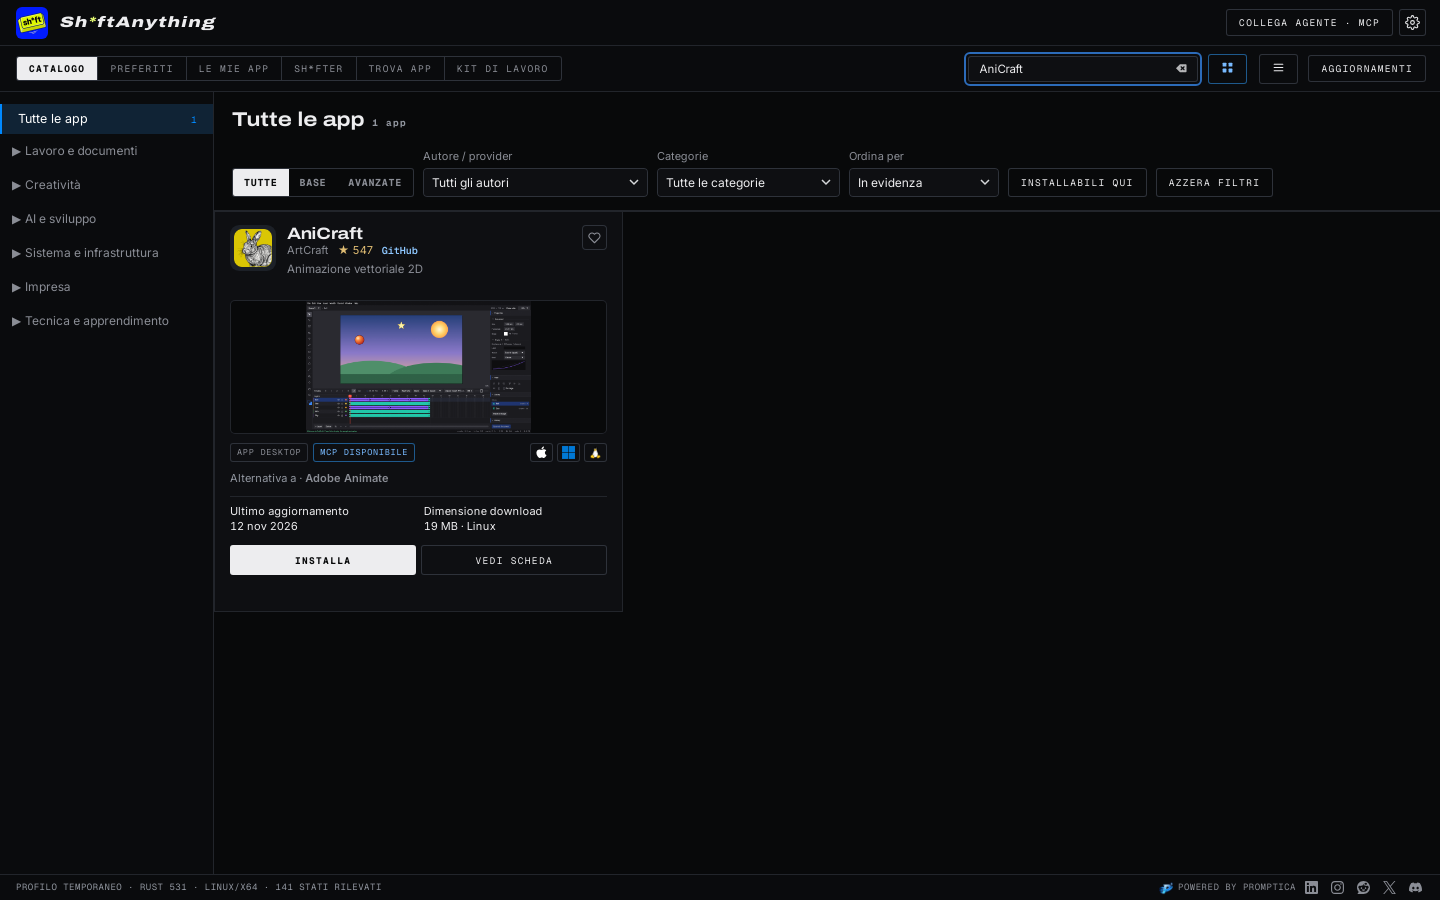 sh*ft
Sh*ftAnything
COLLEGA AGENTE · MCP
CATALOGO
PREFERITI
LE MIE APP
SH*FTER
TROVA APP
KIT DI LAVORO
AniCraft
AGGIORNAMENTI
Tutte le app
1
▶ Lavoro e documenti
▶ Creatività
▶ AI e sviluppo
▶ Sistema e infrastruttura
▶ Impresa
▶ Tecnica e apprendimento
Tutte le app 1 app
Autore / provider
Categorie
Ordina per
TUTTE
BASE
AVANZATE
Tutti gli autori
Tutte le categorie
In evidenza
INSTALLABILI QUI
AZZERA FILTRI
AniCraft
ArtCraft ★ 547 GitHub
Animazione vettoriale 2D
APP DESKTOP
MCP DISPONIBILE
Alternativa a · Adobe Animate
Ultimo aggiornamento
12 nov 2026
Dimensione download
19 MB · Linux
INSTALLA
VEDI SCHEDA
PROFILO TEMPORANEO · RUST 531 · LINUX/X64 · 141 STATI RILEVATI
POWERED BY PROMPTICA